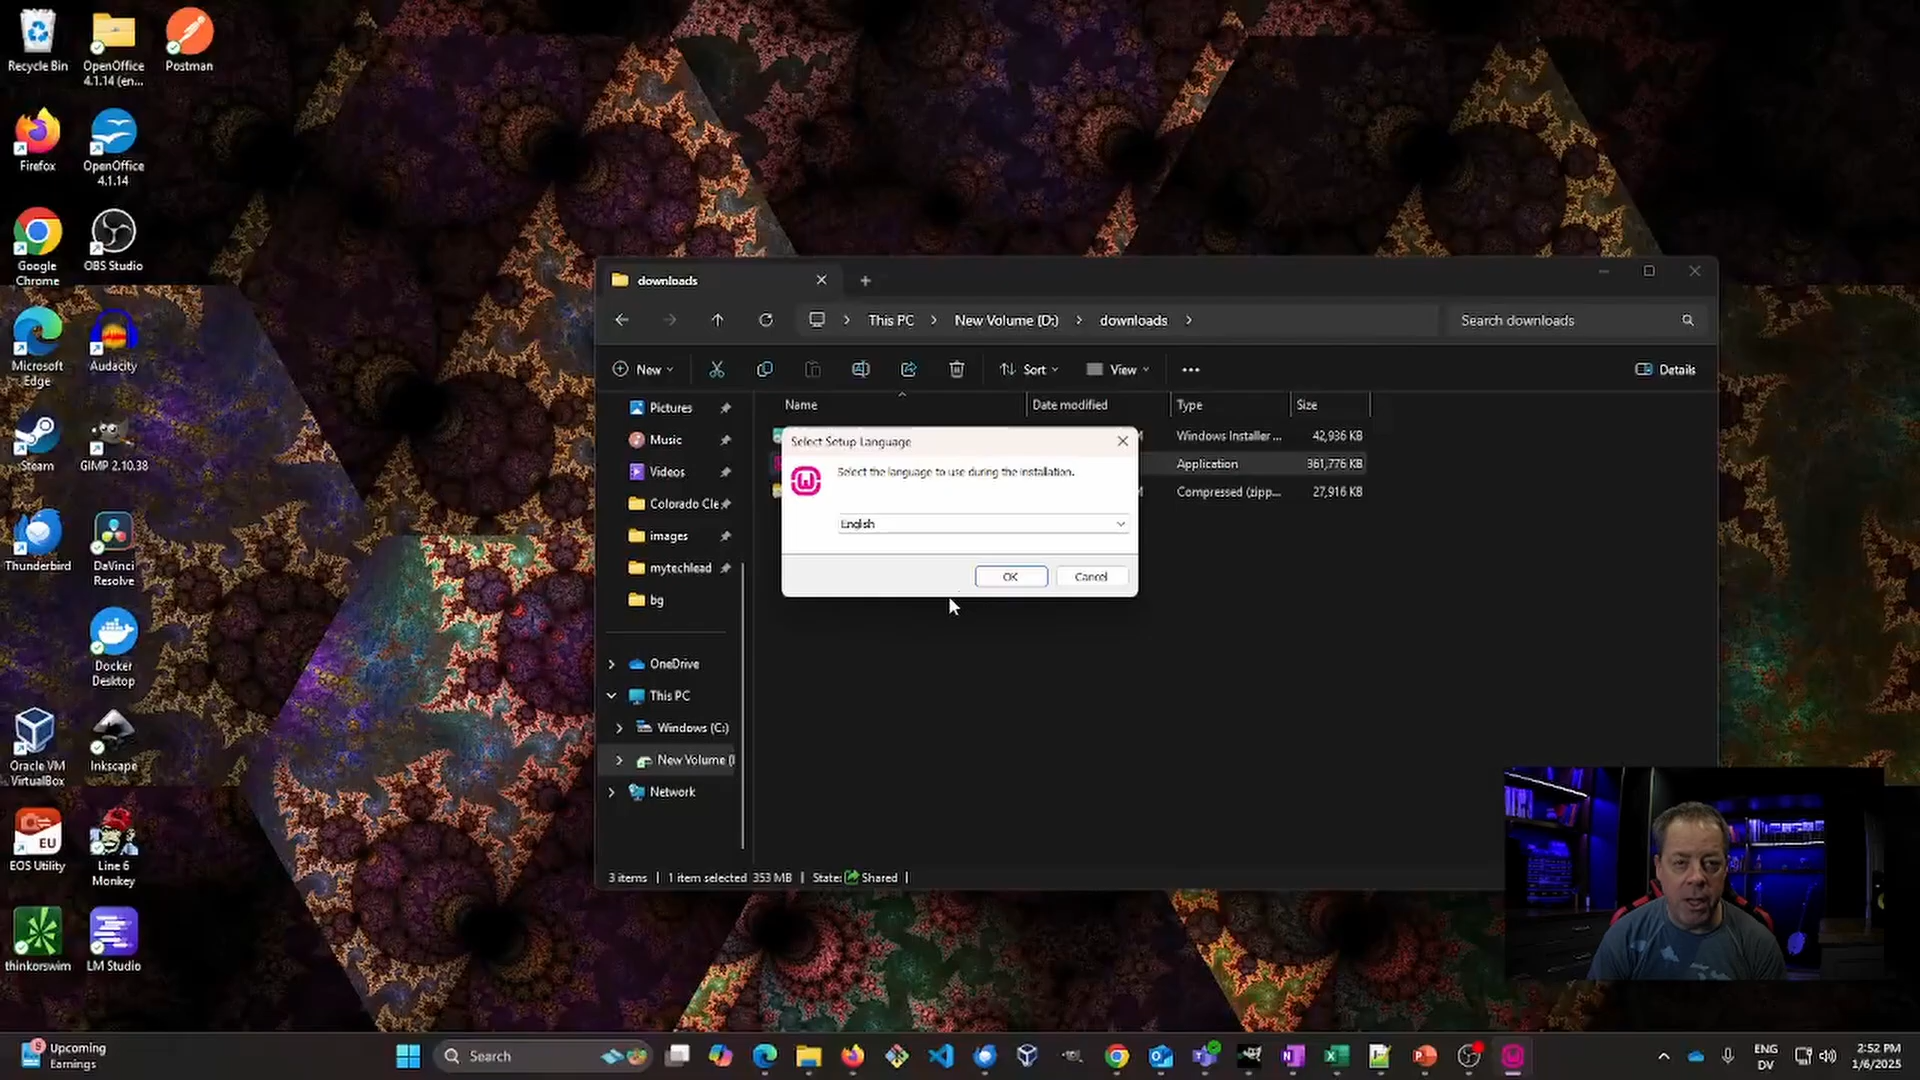 Recycle Bin
OpenOffice
4.1.14 (en...
Postman
Firefox
OpenOffice
4.1.14
Google
Chrome
OBS Studio
Microsoft
Edge
Audacity
Steam
GIMP 2.10.38
Thunderbird
DaVinci
Resolve
Docker
Desktop
Oracle VM
VirtualBox
Inkscape
EOS Utility
EU
Line 6
Monkey
thinkorswim
LM Studio
downloads
This PC
New Volume (D:)
downloads
Search downloads
New
Sort
View
Details
Pictures
Music
Videos
Colorado Cle
images
mytechlead
bg
OneDrive
This PC
Windows (C:)
New Volume (
Network
Name
Date modified
Type
Size
Windows Installer ...
42,936 KB
Application
361,776 KB
Compressed (zipp...
27,916 KB
Select Setup Language
Select the language to use during the installation.
English
OK
Cancel
3 items | 1 item selected 353 MB | State: Shared |
Upcoming
Earnings
Search
ENG
DV
2:52 PM
1/6/2025